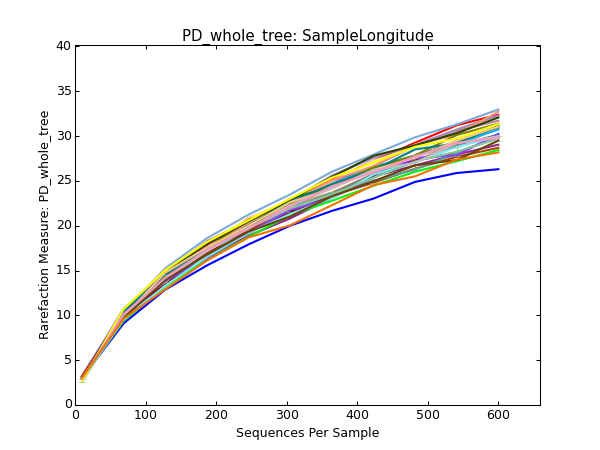 PD_whole_tree: SampleLongitude
40
35
30
25
20
15
10
5
0
Rarefaction Measure: PD_whole_tree
0 100 200 300 400 500 600
Sequences Per Sample